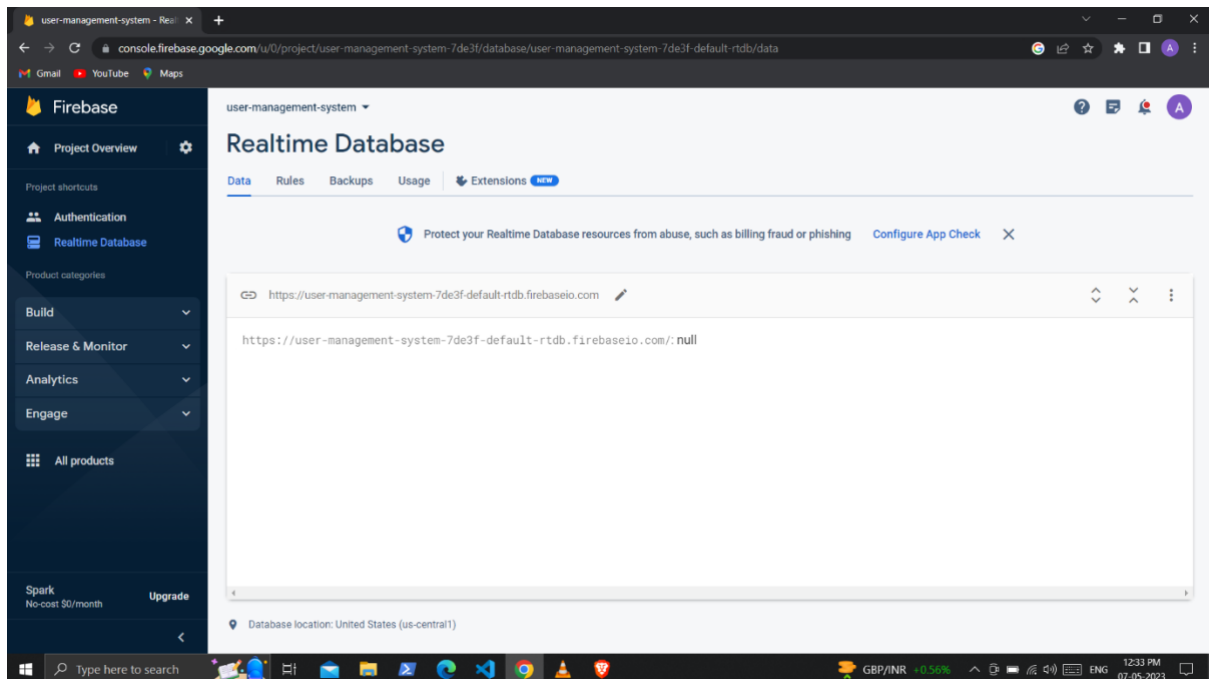 user-management-system - Real
console.firebase.google.com/u/0/project/user-management-system-7de3f/database/user-management-system-7de3f-default-rtdb/data
Gmail YouTube Maps
Firebase
user-management-system
A
Project Overview
Realtime Database
Data Rules Backups Usage Extensions NEW
Project shortcuts
Authentication
Realtime Database
Protect your Realtime Database resources from abuse, such as billing fraud or phishing Configure App Check
Product categories
https://user-management-system-7de3f-default-rtdb.firebaseio.com
Build
https://user-management-system-7de3f-default-rtdb.firebaseio.com/: null
Release & Monitor
Analytics
Engage
All products
Spark
No-cost $0/month
Upgrade
Database location: United States (us-central1)
Type here to search
GBP/INR +0.56%
ENG
12:33 PM
07-05-2023